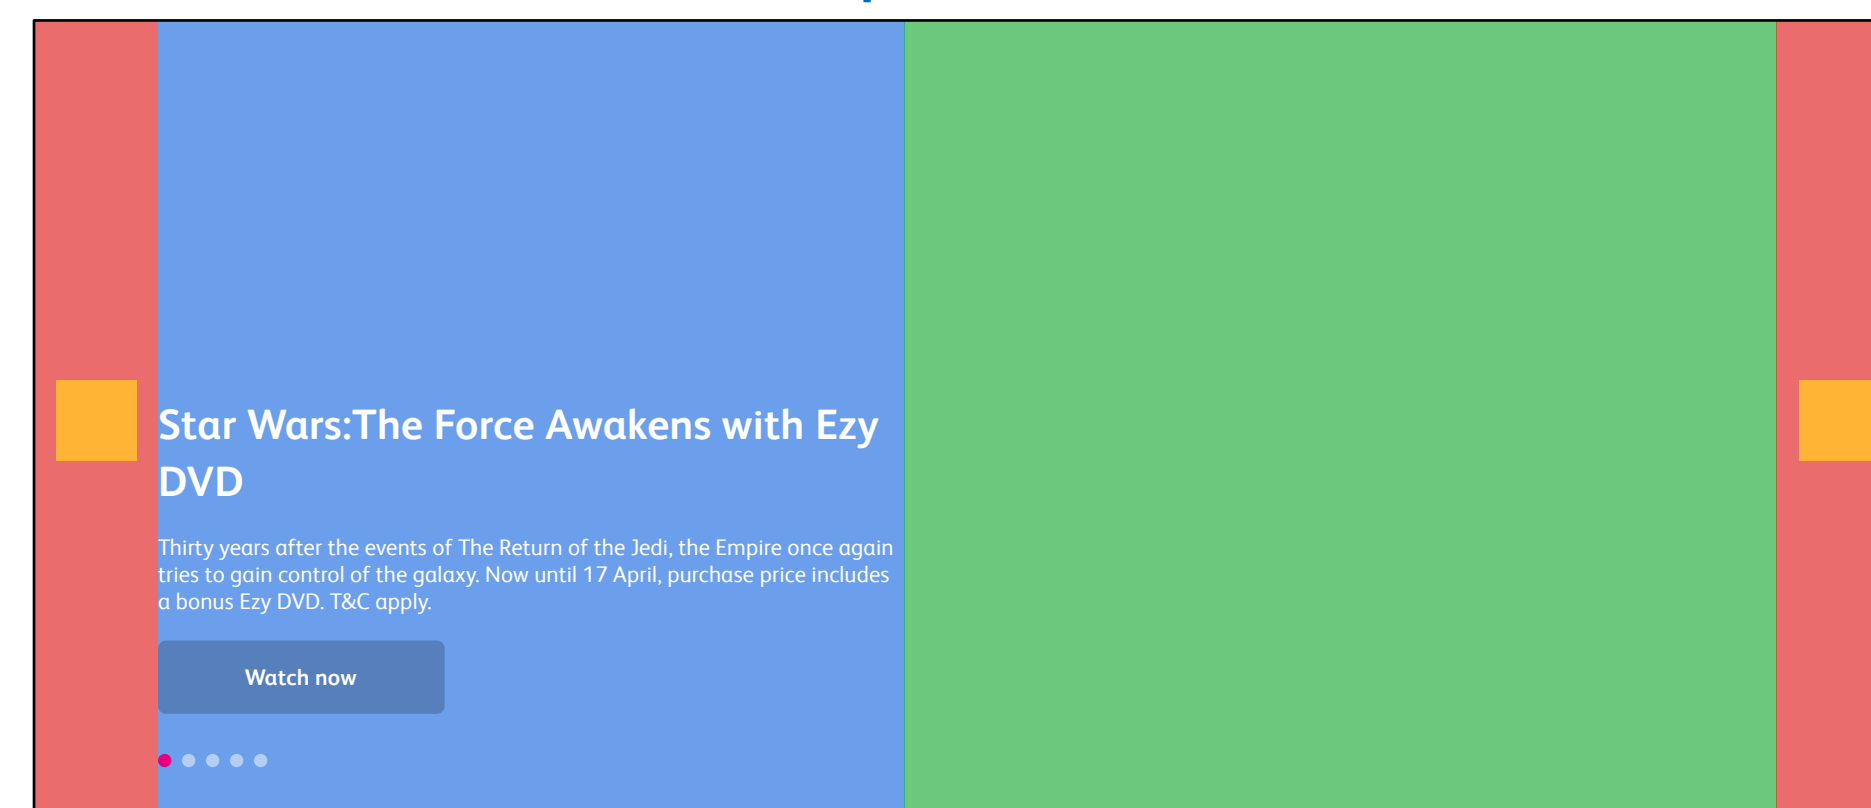 Star Wars:The Force Awakens with Ezy
DVD
Thirty years after the events of The Return of the Jedi, the Empire once again
tries to gain control of the galaxy. Now until 17 April, purchase price includes
a bonus Ezy DVD. T&C apply.
Watch now